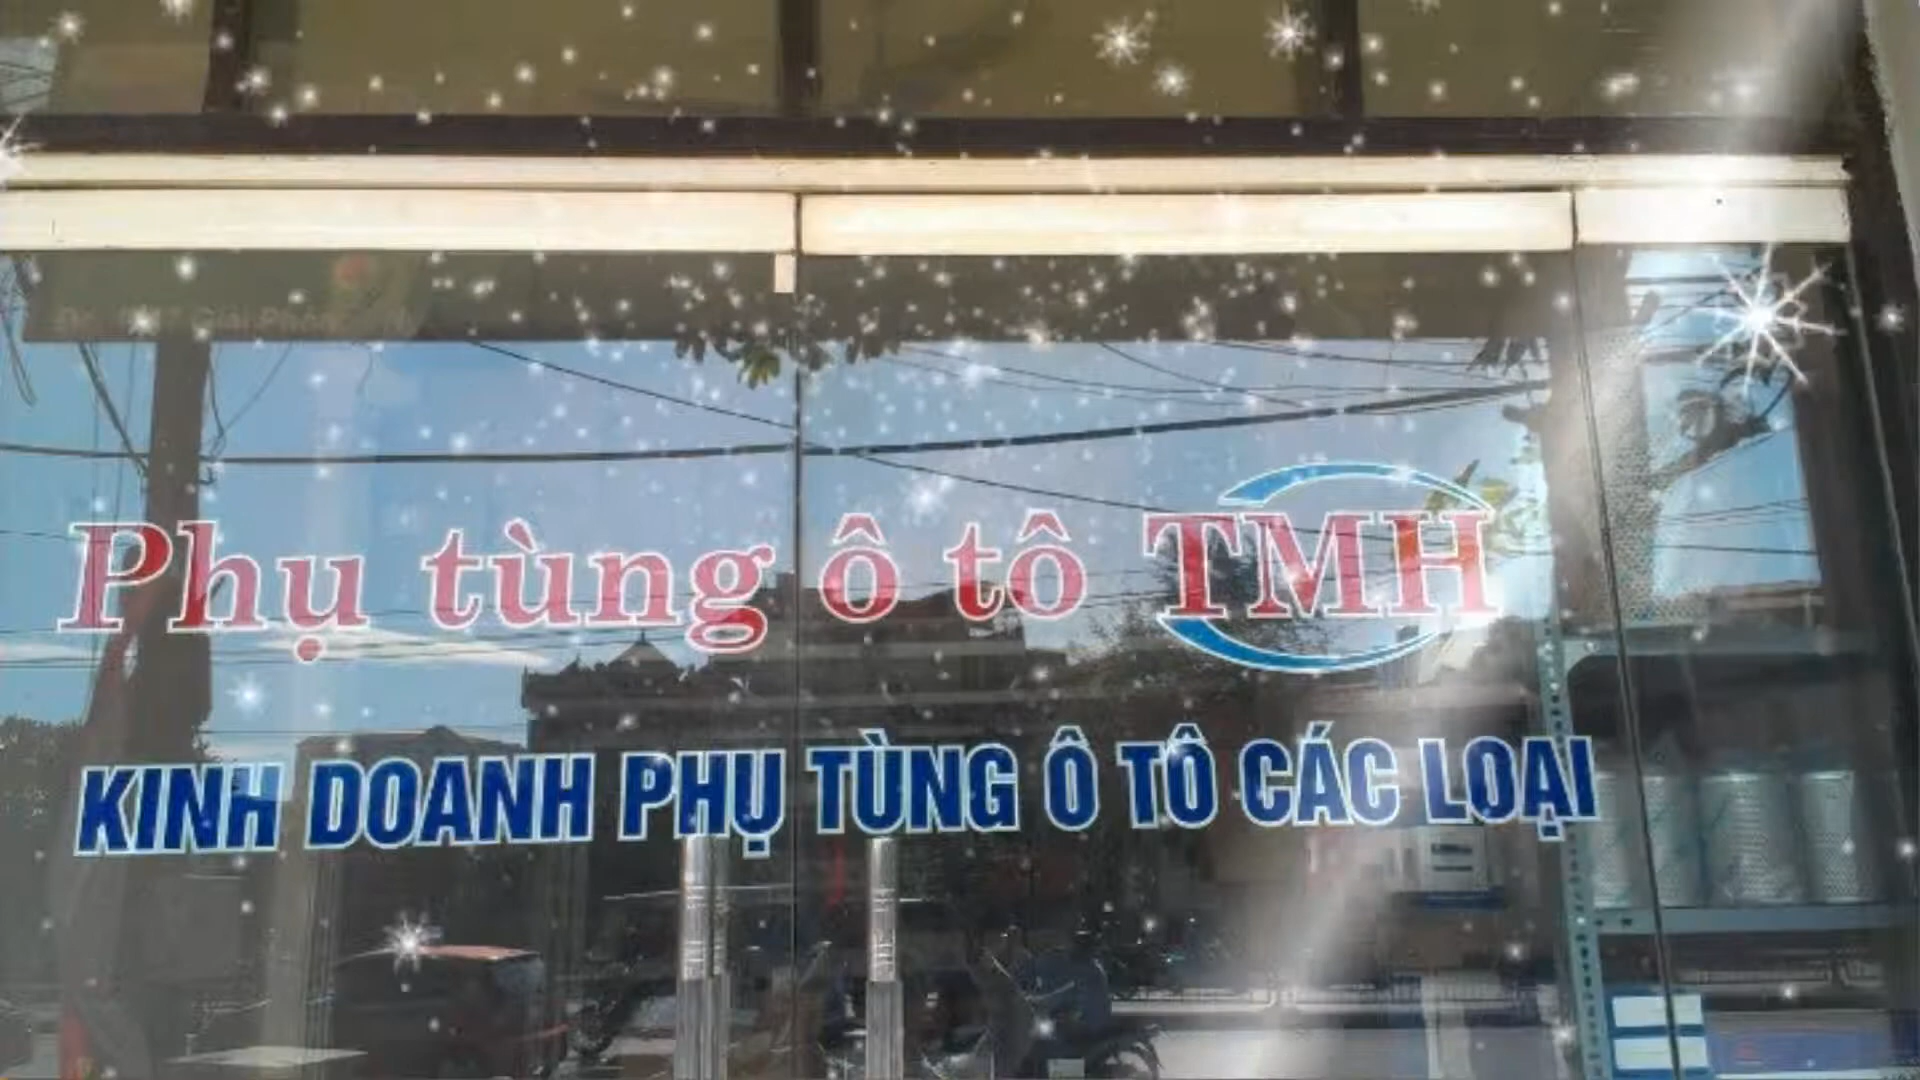 Phụ tùng ô tô TMH
KINH DOANH PHỤ TÙNG Ô TÔ CÁC LOẠI